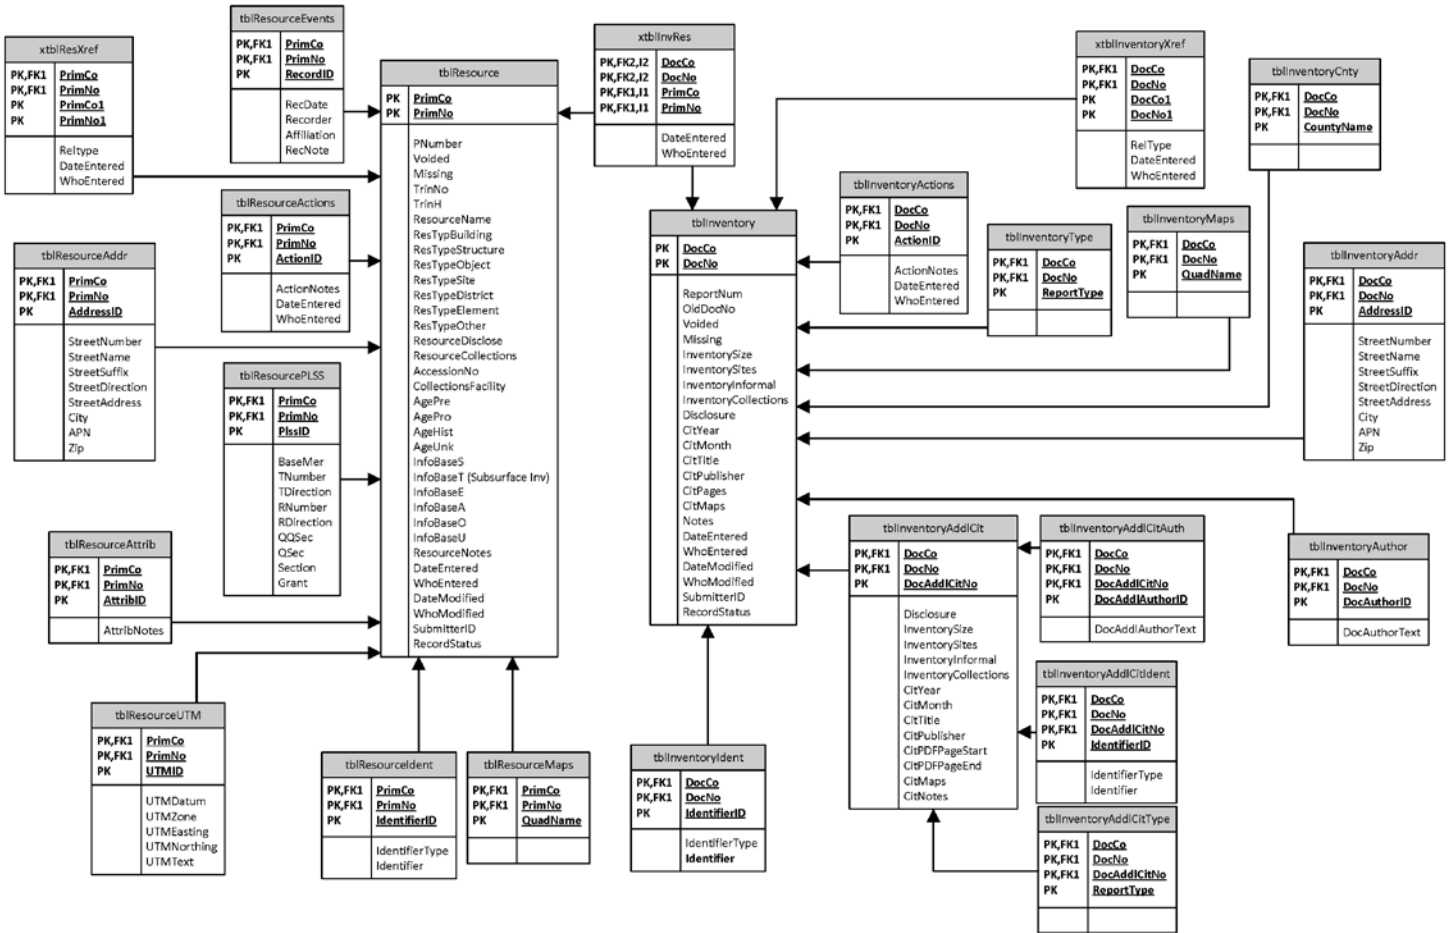 xtblResXref
PK,FK1 PrimCo
PK,FK1 PrimNo
PK PrimCo1
PK PrimNo1
Reltype
DateEntered
WhoEntered
tblResourceEvents
PK,FK1 PrimCo
PK,FK1 PrimNo
PK RecordID
RecDate
Recorder
Affiliation
RecNote
tblResource
PK PrimCo
PK PrimNo
PNumber
Voided
Missing
TrinNo
TrinH
ResourceName
ResTypBuilding
ResTypeStructure
ResTypeObject
ResTypeSite
ResTypeDistrict
ResTypeElement
ResTypeOther
ResourceDisclose
ResourceCollections
AccessionNo
CollectionsFacility
AgePre
AgePro
AgeHist
AgeUnk
InfoBaseS
InfoBaseT (Subsurface Inv)
InfoBaseE
InfoBaseA
InfoBaseO
InfoBaseU
ResourceNotes
DateEntered
WhoEntered
DateModified
WhoModified
SubmitterID
RecordStatus
xtblInvRes
PK,FK2,I2 DocCo
PK,FK2,I2 DocNo
PK,FK1,I1 PrimCo
PK,FK1,I1 PrimNo
DateEntered
WhoEntered
xtblInventoryXref
PK,FK1 DocCo
PK,FK1 DocNo
PK DocCo1
PK DocNo1
RelType
DateEntered
WhoEntered
tblInventoryCnty
PK,FK1 DocCo
PK,FK1 DocNo
PK CountyName
tblResourceActions
PK,FK1 PrimCo
PK,FK1 PrimNo
PK ActionID
ActionNotes
DateEntered
WhoEntered
tblResourceAddr
PK,FK1 PrimCo
PK,FK1 PrimNo
PK AddressID
StreetNumber
StreetName
StreetSuffix
StreetDirection
StreetAddress
City
APN
Zip
tblInventory
PK DocCo
PK DocNo
ReportNum
OldDocNo
Voided
Missing
InventorySize
InventorySites
InventoryInformal
InventoryCollections
Disclosure
CitYear
CitMonth
CitTitle
CitPublisher
CitPages
CitMaps
Notes
DateEntered
WhoEntered
DateModified
WhoModified
SubmitterID
RecordStatus
tblInventoryActions
PK,FK1 DocCo
PK,FK1 DocNo
PK ActionID
ActionNotes
DateEntered
WhoEntered
tblInventoryType
PK,FK1 DocCo
PK,FK1 DocNo
PK ReportType
tblInventoryMaps
PK,FK1 DocCo
PK,FK1 DocNo
PK QuadName
tblInventoryAddr
PK,FK1 DocCo
PK,FK1 DocNo
PK AddressID
StreetNumber
StreetName
StreetSuffix
StreetDirection
StreetAddress
City
APN
Zip
tblResourcePLSS
PK,FK1 PrimCo
PK,FK1 PrimNo
PK PlssID
BaseMer
TNumber
TDirection
RNumber
RDirection
QQSec
QSec
Section
Grant
tblResourceAttrib
PK,FK1 PrimCo
PK,FK1 PrimNo
PK AttribID
AttribNotes
tblInventoryAddlCit
PK,FK1 DocCo
PK,FK1 DocNo
PK DocAddlCitNo
Disclosure
InventorySize
InventorySites
InventoryInformal
InventoryCollections
CitYear
CitMonth
CitTitle
CitPublisher
CitPDFPageStart
CitPDFPageEnd
CitMaps
CitNotes
tblInventoryAddlCitAuth
PK,FK1 DocCo
PK,FK1 DocNo
PK,FK1 DocAddlCitNo
PK DocAddlAuthorID
DocAddlAuthorText
tblInventoryAuthor
PK,FK1 DocCo
PK,FK1 DocNo
PK DocAuthorID
DocAuthorText
tblInventoryAddlCitIdent
PK,FK1 DocCo
PK,FK1 DocNo
PK,FK1 DocAddlCitNo
PK IdentifierID
IdentifierType
Identifier
tblResourceUTM
PK,FK1 PrimCo
PK,FK1 PrimNo
PK UTMID
UTMDatum
UTMZone
UTMEasting
UTMNorthing
UTMText
tblResourceIdent
PK,FK1 PrimCo
PK,FK1 PrimNo
PK IdentifierID
IdentifierType
Identifier
tblResourceMaps
PK,FK1 PrimCo
PK,FK1 PrimNo
PK QuadName
tblInventoryIdent
PK,FK1 DocCo
PK,FK1 DocNo
PK IdentifierID
IdentifierType
Identifier
tblInventoryAddlCitType
PK,FK1 DocCo
PK,FK1 DocNo
PK,FK1 DocAddlCitNo
PK ReportType